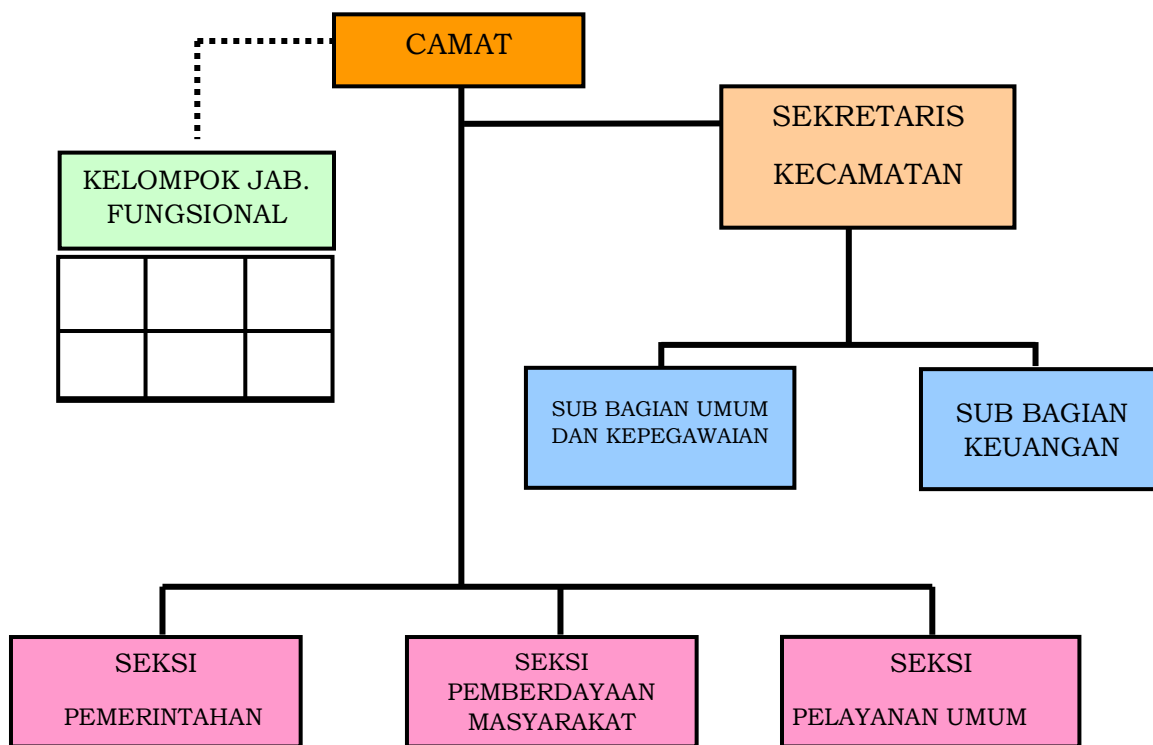 CAMAT
SEKRETARIS
KECAMATAN
KELOMPOK JAB.
FUNGSIONAL
SUB BAGIAN UMUM
DAN KEPEGAWAIAN
SUB BAGIAN
KEUANGAN
SEKSI
PEMERINTAHAN
SEKSI
PEMBERDAYAAN
MASYARAKAT
SEKSI
PELAYANAN UMUM